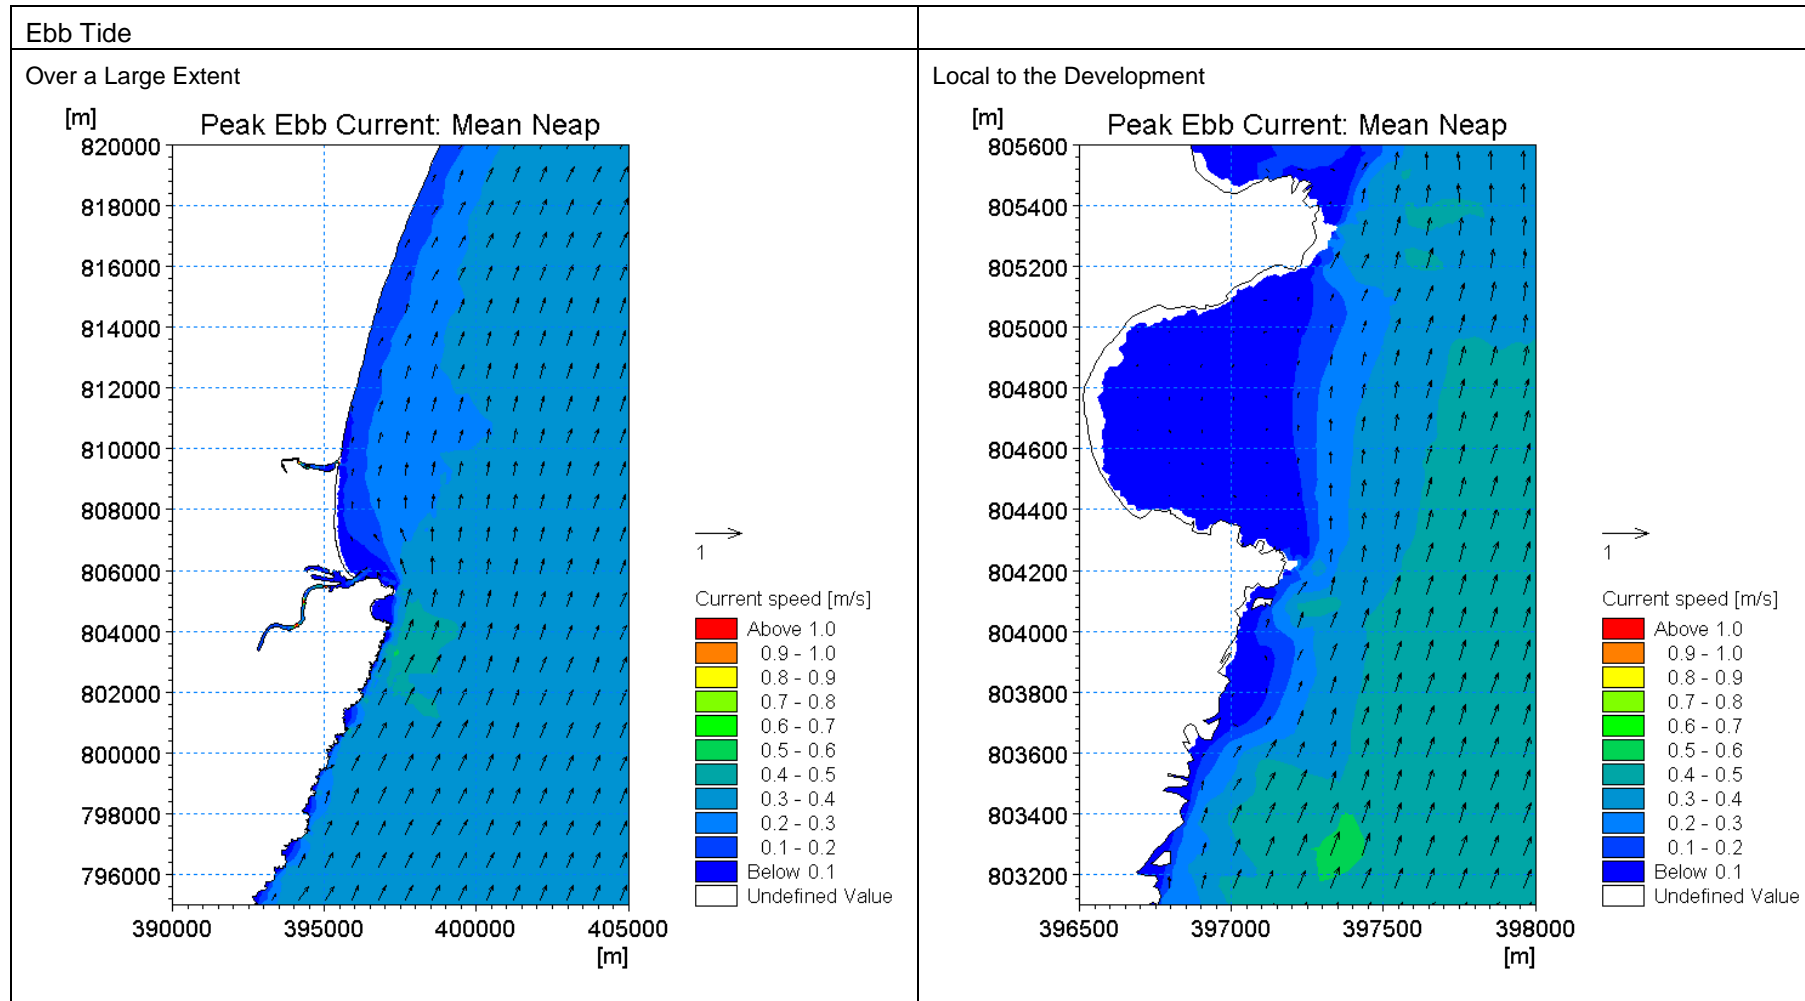 Ebb Tide
Over a Large Extent
[m]
Peak Ebb Current: Mean Neap
820000
818000
816000
814000
812000
810000
808000
806000
804000
802000
800000
798000
796000
390000 395000 400000 405000
[m]
1
Current speed [m/s]
Above 1.0
0.9 - 1.0
0.8 - 0.9
0.7 - 0.8
0.6 - 0.7
0.5 - 0.6
0.4 - 0.5
0.3 - 0.4
0.2 - 0.3
0.1 - 0.2
Below 0.1
Undefined Value
Local to the Development
[m]
Peak Ebb Current: Mean Neap
805600
805400
805200
805000
804800
804600
804400
804200
804000
803800
803600
803400
803200
396500 397000 397500 398000
[m]
1
Current speed [m/s]
Above 1.0
0.9 - 1.0
0.8 - 0.9
0.7 - 0.8
0.6 - 0.7
0.5 - 0.6
0.4 - 0.5
0.3 - 0.4
0.2 - 0.3
0.1 - 0.2
Below 0.1
Undefined Value